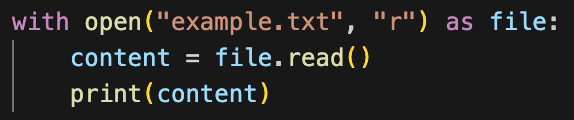 with open("example.txt", "r") as file:
    content = file.read()
    print(content)